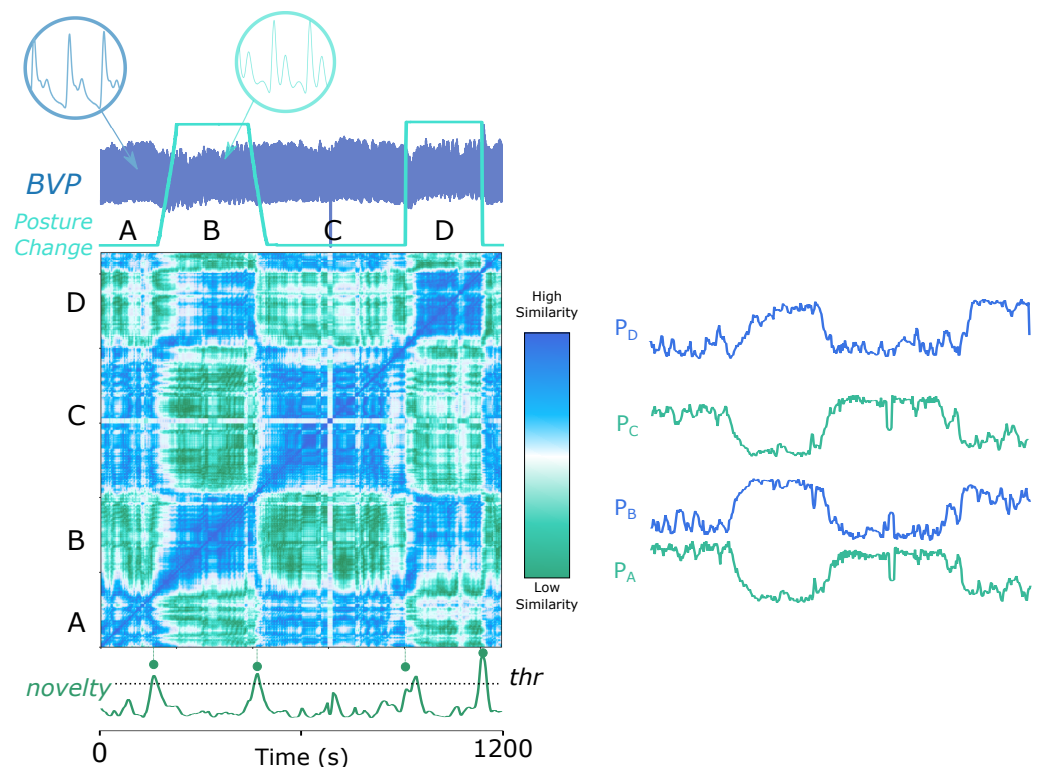 BVP
Posture
Change
A
B
C
D
D
C
B
A
High
Similarity
Low
Similarity
P_D
P_C
P_B
P_A
novelty
thr
0
Time (s)
1200